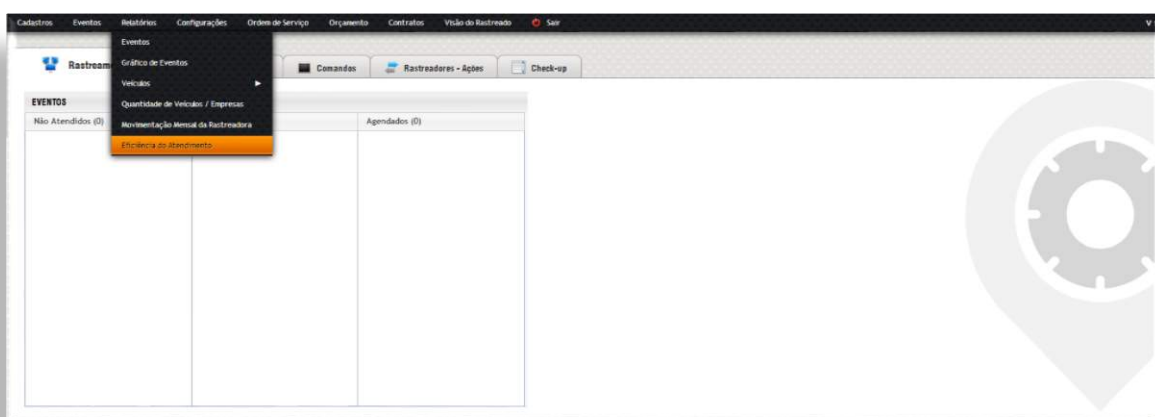 Cadastros Eventos Relatórios Configurações Ordem de Serviço Orçamento Contratos Visão do Rastreado Sair V
Eventos
Gráfico de Eventos
Veículos
Quantidade de Veículos / Empresas
Movimentação Mensal da Rastreadora
Eficiência do Atendimento
Rastream Comandos Rastreadores - Ações Check-up
EVENTOS
Não Atendidos (0) Agendados (0)